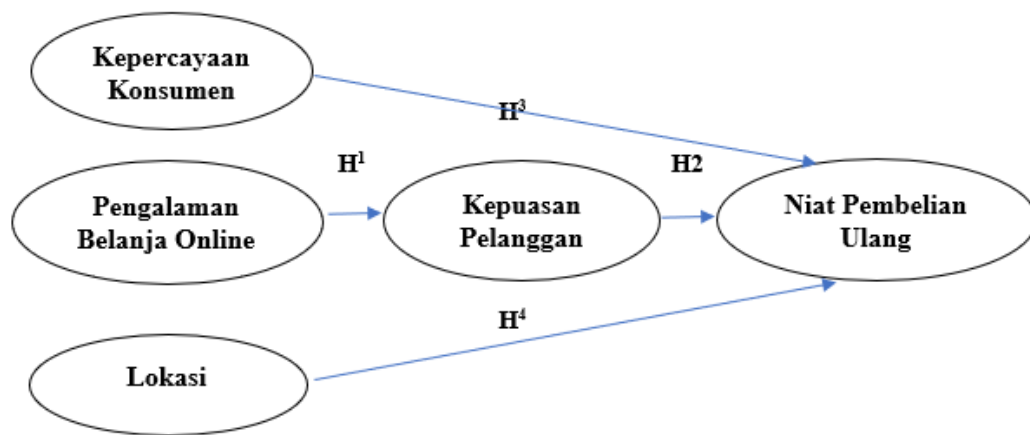 Kepercayaan
Konsumen
H³
H¹
H2
Pengalaman
Belanja Online
Kepuasan
Pelanggan
Niat Pembelian
Ulang
H⁴
Lokasi